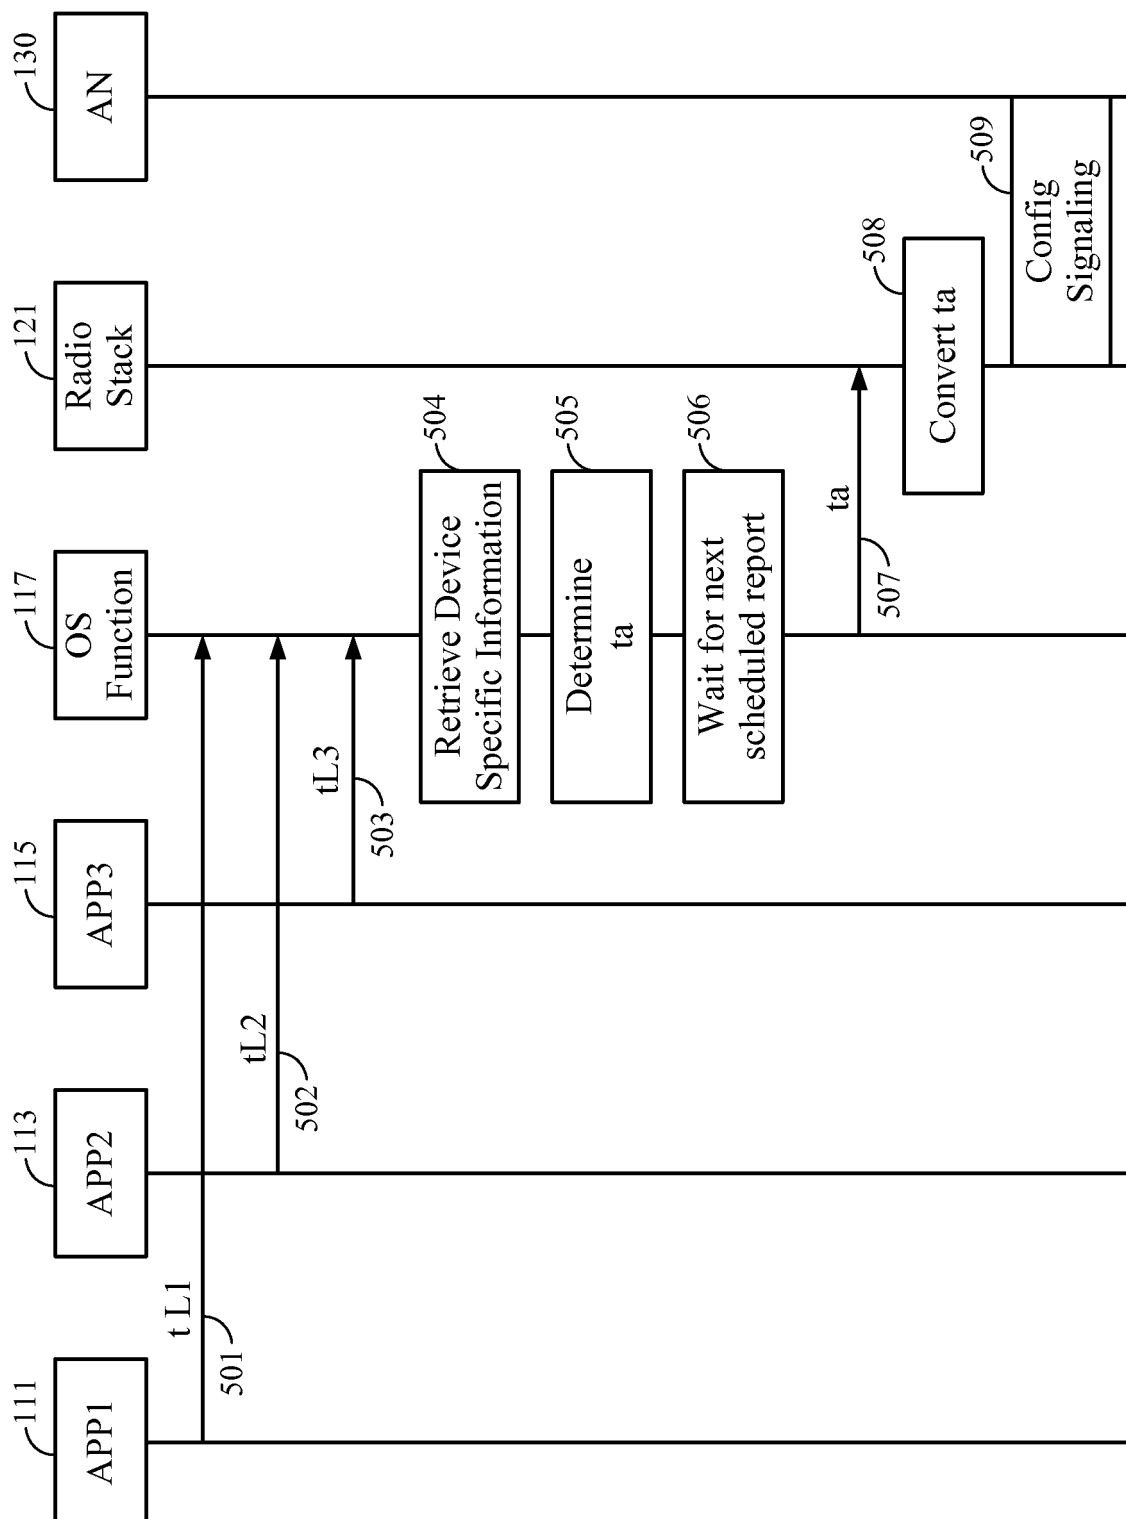 111
APP1
113
APP2
115
APP3
117
OS
Function
121
Radio
Stack
130
AN
t L1
501
tL2
502
tL3
503
504
Retrieve Device
Specific Information
505
Determine
ta
506
Wait for next
scheduled report
ta
507
508
Convert ta
509
Config
Signaling